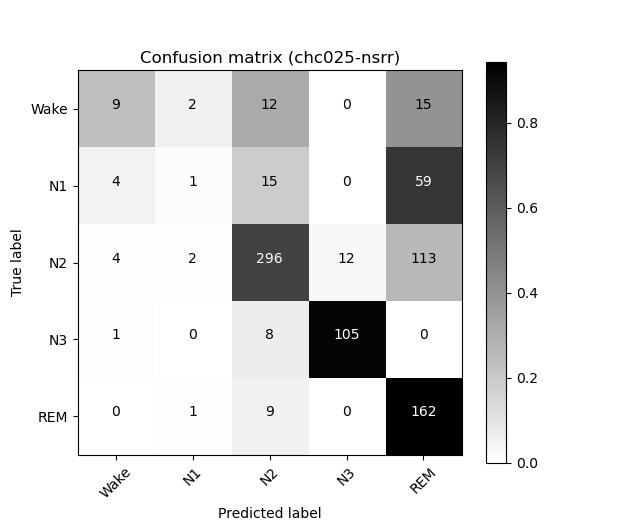 Confusion matrix (chc025-nsrr)
True label
Wake 9 2 12 0 15
N1 4 1 15 0 59
N2 4 2 296 12 113
N3 1 0 8 105 0
REM 0 1 9 0 162
Wake N1 N2 N3 REM
Predicted label
0.8
0.6
0.4
0.2
0.0